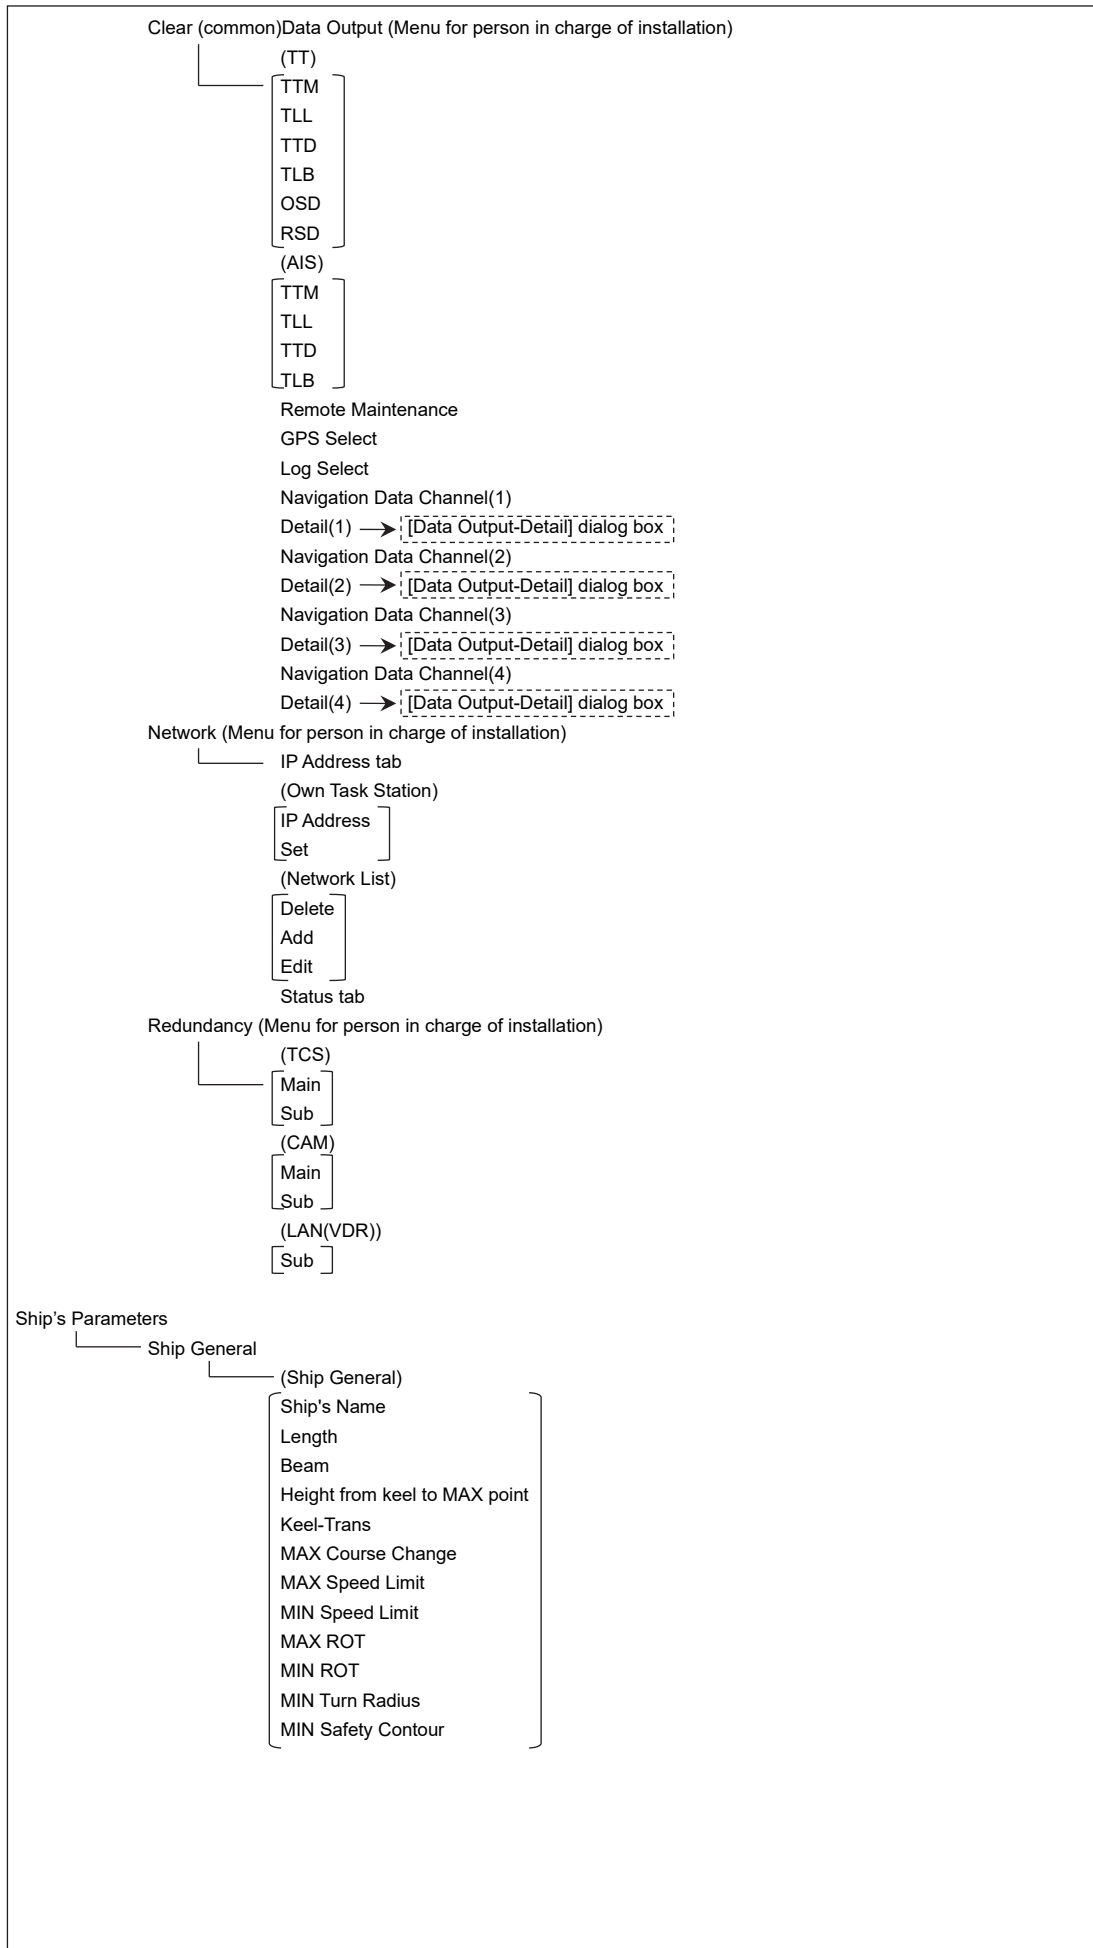 Clear (common)Data Output (Menu for person in charge of installation)
(TT)
TTM
TLL
TTD
TLB
OSD
RSD
(AIS)
TTM
TLL
TTD
TLB
Remote Maintenance
GPS Select
Log Select
Navigation Data Channel(1)
Detail(1) [Data Output-Detail] dialog box
Navigation Data Channel(2)
Detail(2) [Data Output-Detail] dialog box
Navigation Data Channel(3)
Detail(3) [Data Output-Detail] dialog box
Navigation Data Channel(4)
Detail(4) [Data Output-Detail] dialog box
Network (Menu for person in charge of installation)
IP Address tab
(Own Task Station)
IP Address
Set
(Network List)
Delete
Add
Edit
Status tab
Redundancy (Menu for person in charge of installation)
(TCS)
Main
Sub
(CAM)
Main
Sub
(LAN(VDR))
Sub
Ship’s Parameters
Ship General
(Ship General)
Ship's Name
Length
Beam
Height from keel to MAX point
Keel-Trans
MAX Course Change
MAX Speed Limit
MIN Speed Limit
MAX ROT
MIN ROT
MIN Turn Radius
MIN Safety Contour